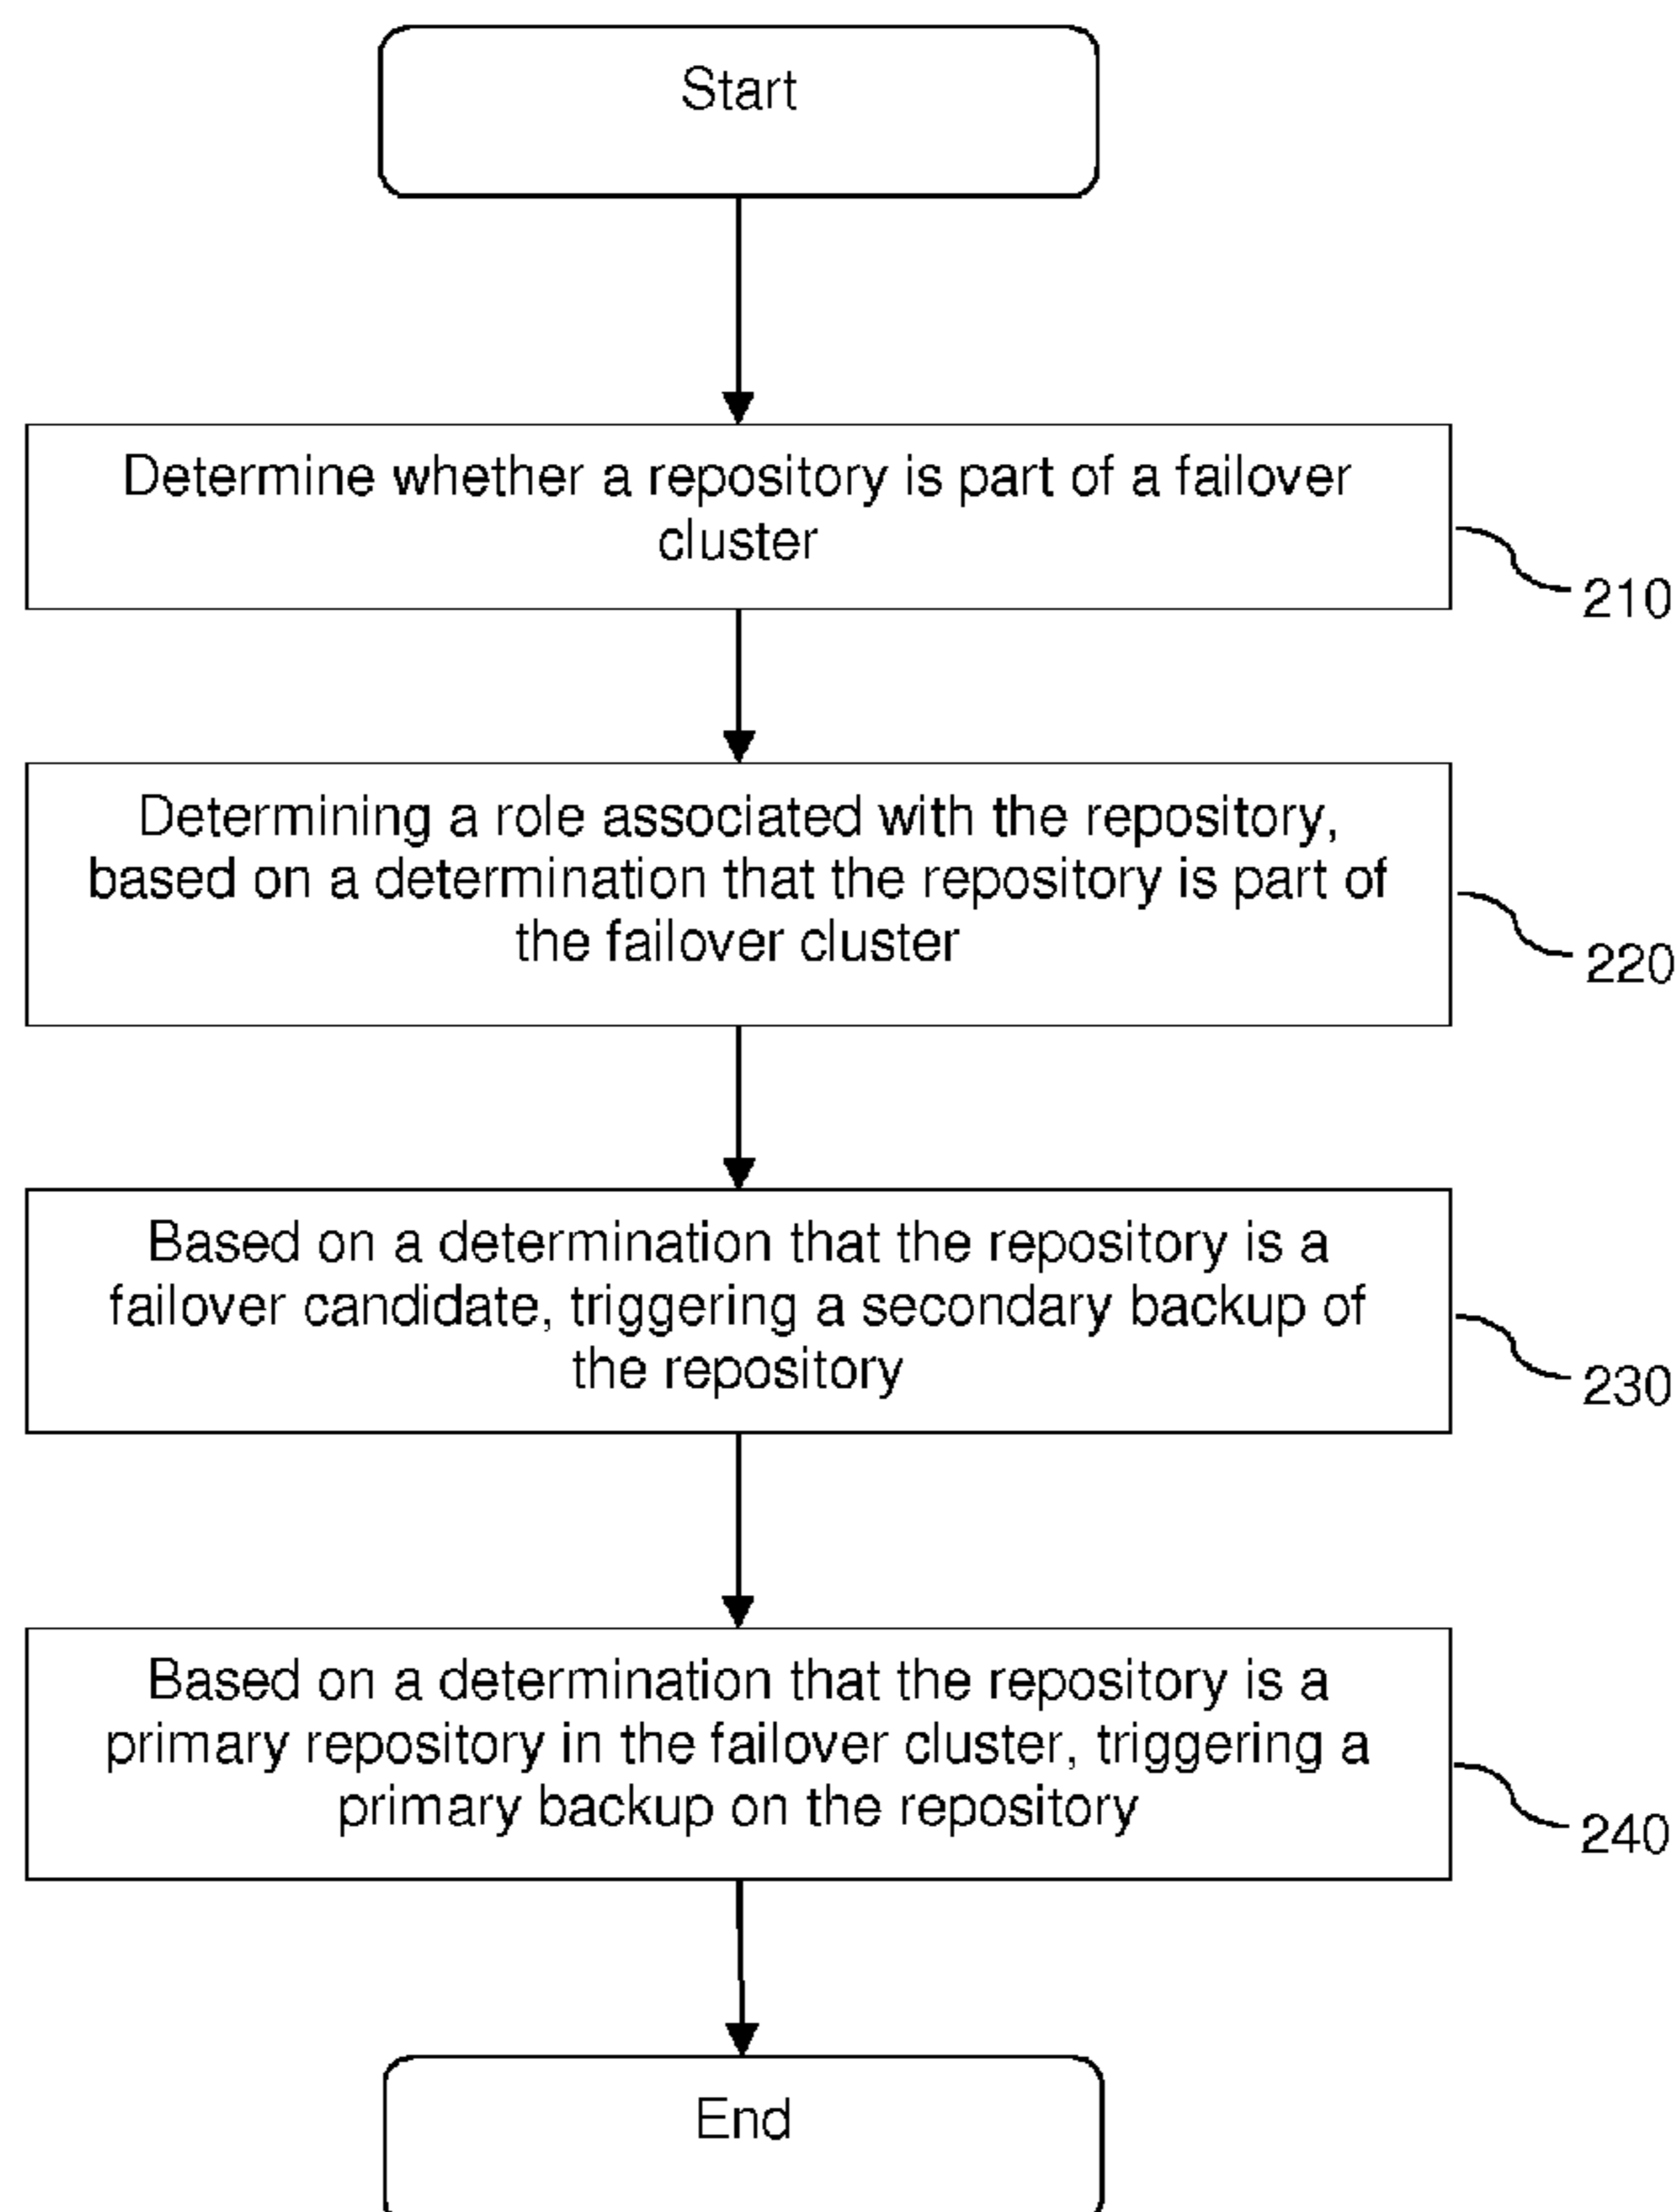 Start
Determine whether a repository is part of a failover
cluster
210
Determining a role associated with the repository,
based on a determination that the repository is part of
the failover cluster
220
Based on a determination that the repository is a
failover candidate, triggering a secondary backup of
the repository
230
Based on a determination that the repository is a
primary repository in the failover cluster, triggering a
primary backup on the repository
240
End